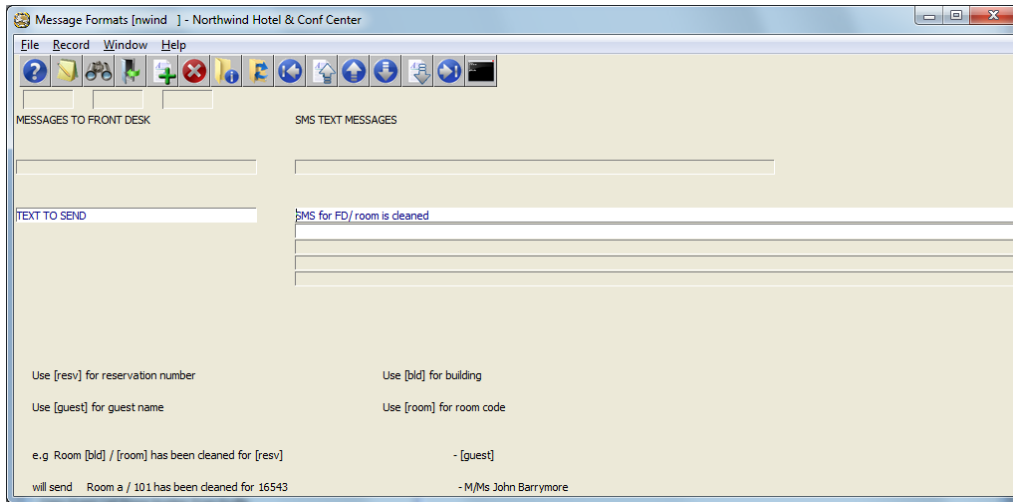 Message Formats [nwind   ] - Northwind Hotel & Conf Center
File Record Window Help
MESSAGES TO FRONT DESK SMS TEXT MESSAGES
TEXT TO SEND SMS for FD/ room is cleaned
Use [resv] for reservation number Use [bld] for building
Use [guest] for guest name Use [room] for room code
e.g Room [bld] / [room] has been cleaned for [resv] - [guest]
will send Room a / 101 has been cleaned for 16543 - M/Ms John Barrymore